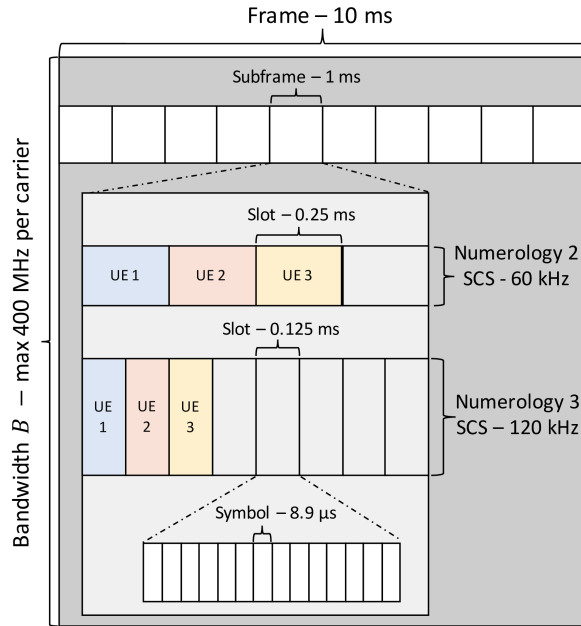 Frame – 10 ms
Subframe – 1 ms
Bandwidth B – max 400 MHz per carrier
Slot – 0.25 ms
UE 1
UE 2
UE 3
Numerology 2
SCS - 60 kHz
Slot – 0.125 ms
UE
1
UE
2
UE
3
Numerology 3
SCS – 120 kHz
Symbol – 8.9 µs